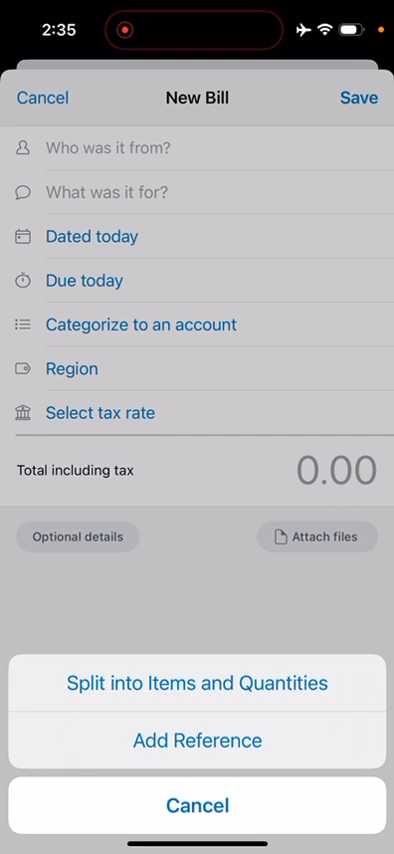 2:35
Cancel New Bill Save
Who was it from?
What was it for?
Dated today
Due today
Categorize to an account
Region
Select tax rate
Total including tax 0.00
Optional details Attach files
Split into Items and Quantities
Add Reference
Cancel